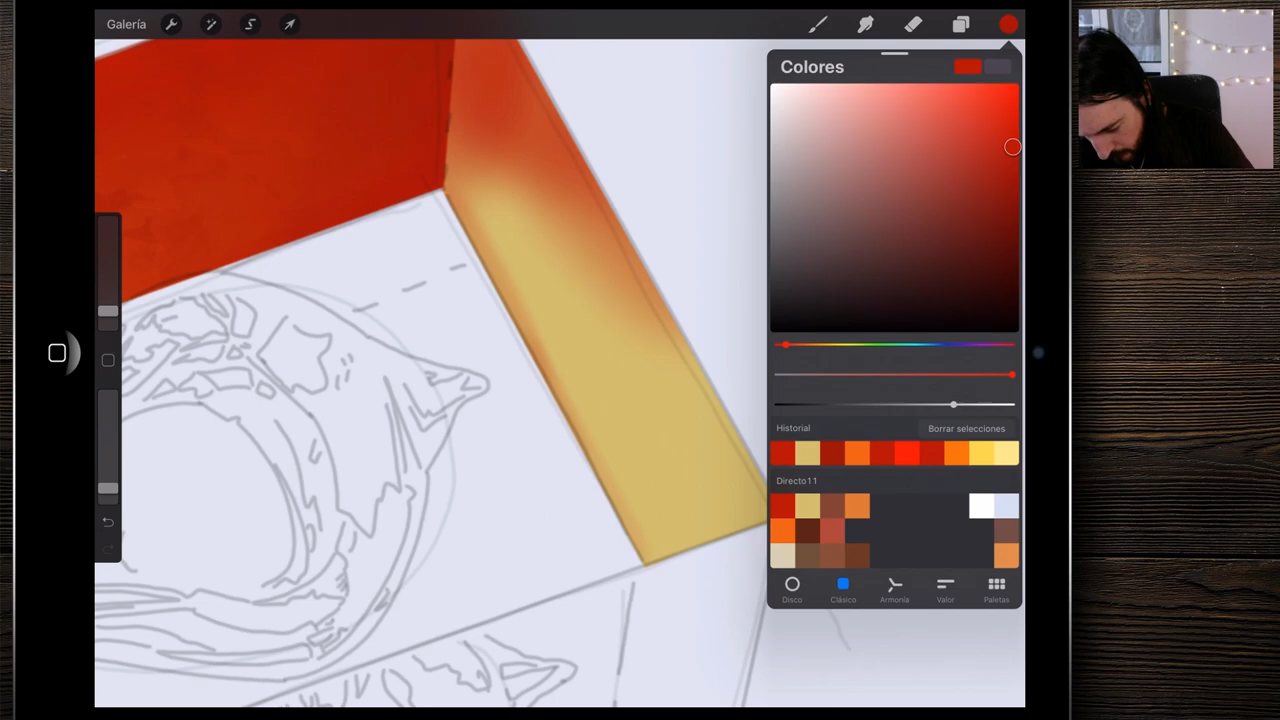 Galería
Colores
Historial
Borrar selecciones
Directo11
Disco
Clásico
Armonía
Valor
Paletas